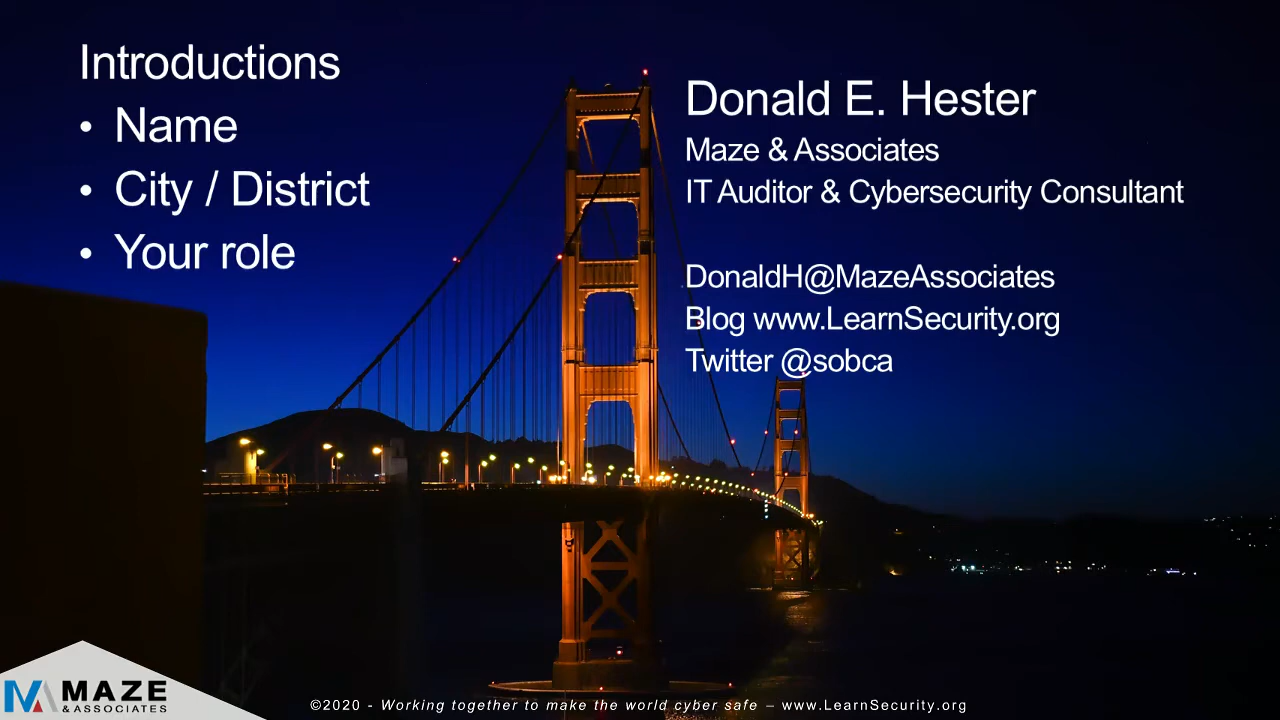 Introductions
• Name
• City / District
• Your role
Donald E. Hester
Maze & Associates
IT Auditor & Cybersecurity Consultant
DonaldH@MazeAssociates
Blog www.LearnSecurity.org
Twitter @sobca
MAZE
& ASSOCIATES
©2020 - Working together to make the world cyber safe – www.LearnSecurity.org